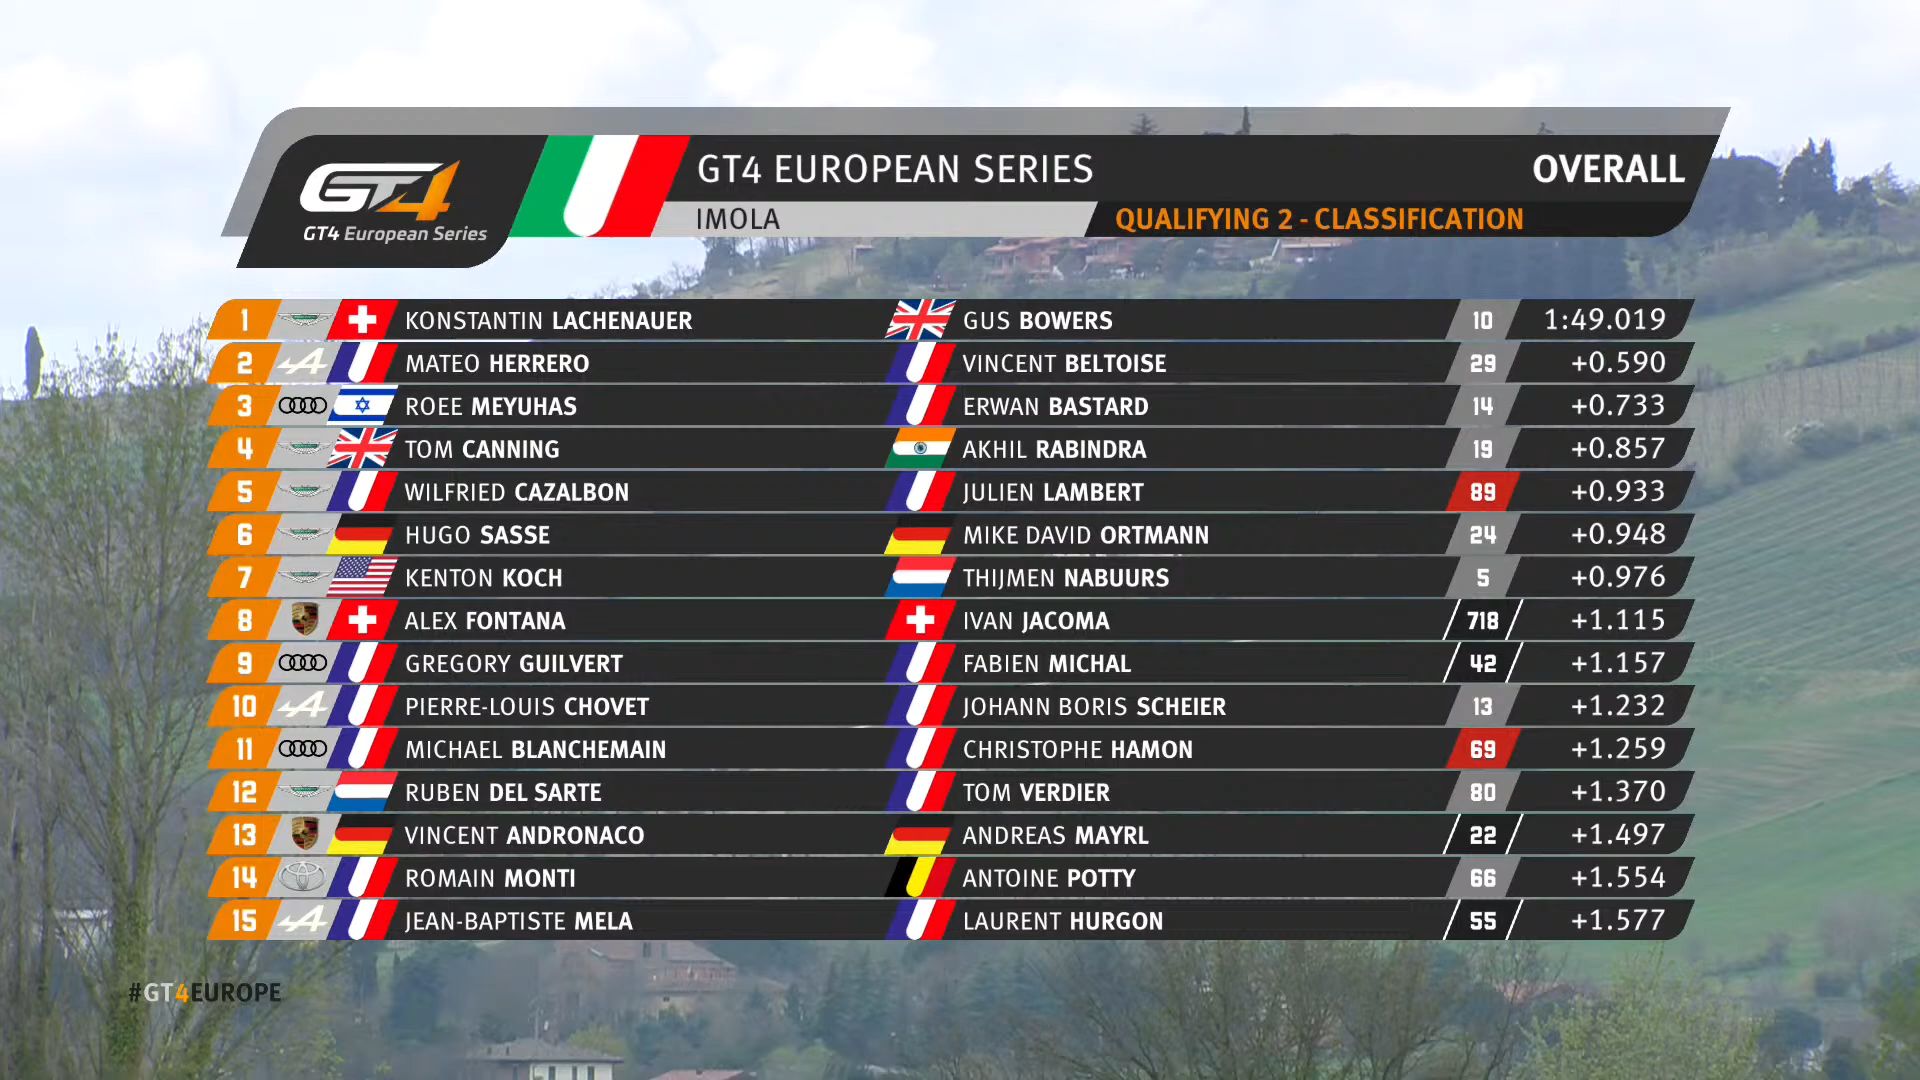 GT4 EUROPEAN SERIES OVERALL
GT4
GT4 European Series
IMOLA QUALIFYING 2 - CLASSIFICATION
1 KONSTANTIN LACHENAUER GUS BOWERS 10 1:49.019
2 MATEO HERRERO VINCENT BELTOISE 29 +0.590
3 ROEE MEYUHAS ERWAN BASTARD 14 +0.733
4 TOM CANNING AKHIL RABINDRA 19 +0.857
5 WILFRIED CAZALBON JULIEN LAMBERT 89 +0.933
6 HUGO SASSE MIKE DAVID ORTMANN 24 +0.948
7 KENTON KOCH THIJMEN NABUURS 5 +0.976
8 ALEX FONTANA IVAN JACOMA 718 +1.115
9 GREGORY GUILVERT FABIEN MICHAL 42 +1.157
10 PIERRE-LOUIS CHOVET JOHANN BORIS SCHEIER 13 +1.232
11 MICHAEL BLANCHEMAIN CHRISTOPHE HAMON 69 +1.259
12 RUBEN DEL SARTE TOM VERDIER 80 +1.370
13 VINCENT ANDRONACO ANDREAS MAYRL 22 +1.497
14 ROMAIN MONTI ANTOINE POTTY 66 +1.554
15 JEAN-BAPTISTE MELA LAURENT HURGON 55 +1.577
#GT4EUROPE